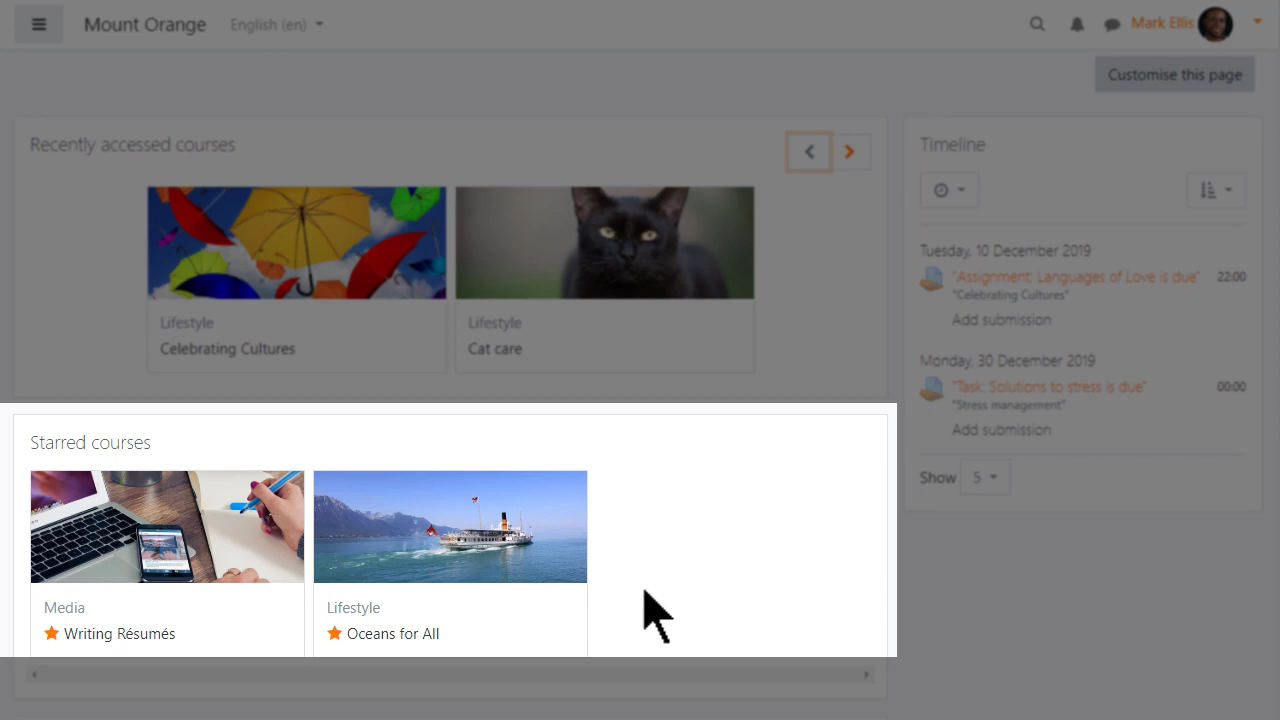 Mount Orange English (en) Mark Ellis
Customise this page
Recently accessed courses
Lifestyle
Celebrating Cultures
Lifestyle
Cat care
Starred courses
Media
Writing Résumés
Lifestyle
Oceans for All
Timeline
Tuesday, 10 December 2019
"Assignment: Languages of Love is due" 22:00
"Celebrating Cultures"
Add submission
Monday, 30 December 2019
"Task: Solutions to stress is due" 00:00
"Stress management"
Add submission
Show 5